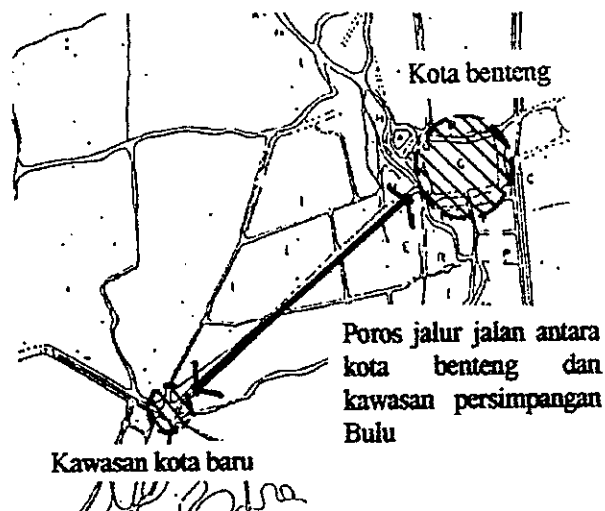 Kota benteng
G
C
Poros jalur jalan antara
kota benteng dan
kawasan persimpangan
Bulu
Kawasan kota baru